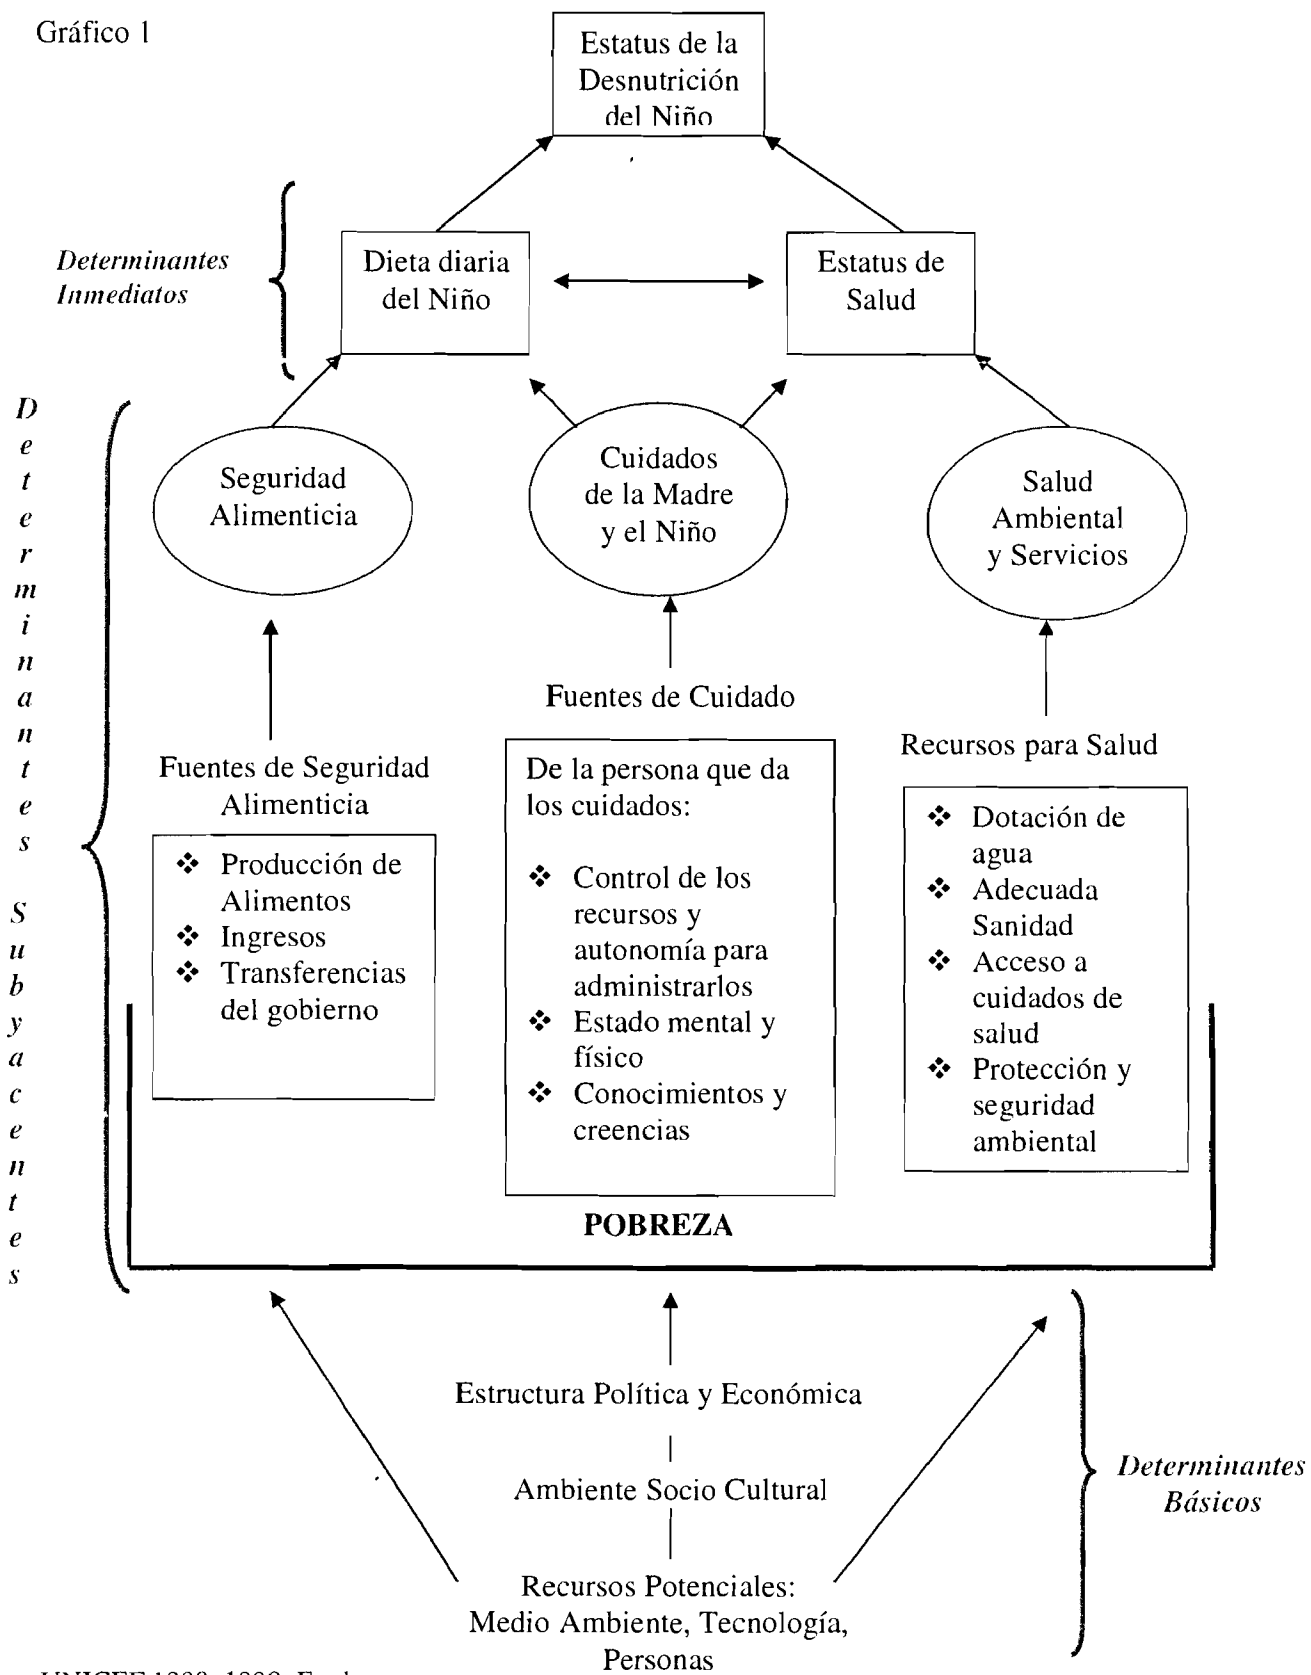 Gráfico 1
Estatus de la
Desnutrición
del Niño
Determinantes
Inmediatos
Dieta diaria
del Niño
Estatus de
Salud
Determinantes Subyacentes
Seguridad
Alimenticia
Cuidados
de la Madre
y el Niño
Salud
Ambiental
y Servicios
Fuentes de Seguridad
Alimenticia
❖ Producción de
Alimentos
❖ Ingresos
❖ Transferencias
del gobierno
Fuentes de Cuidado
De la persona que da
los cuidados:
❖ Control de los
recursos y
autonomía para
administrarlos
❖ Estado mental y
físico
❖ Conocimientos y
creencias
Recursos para Salud
❖ Dotación de
agua
❖ Adecuada
Sanidad
❖ Acceso a
cuidados de
salud
❖ Protección y
seguridad
ambiental
POBREZA
Estructura Política y Económica
Ambiente Socio Cultural
Recursos Potenciales:
Medio Ambiente, Tecnología,
Personas
Determinantes
Básicos
UNICEF